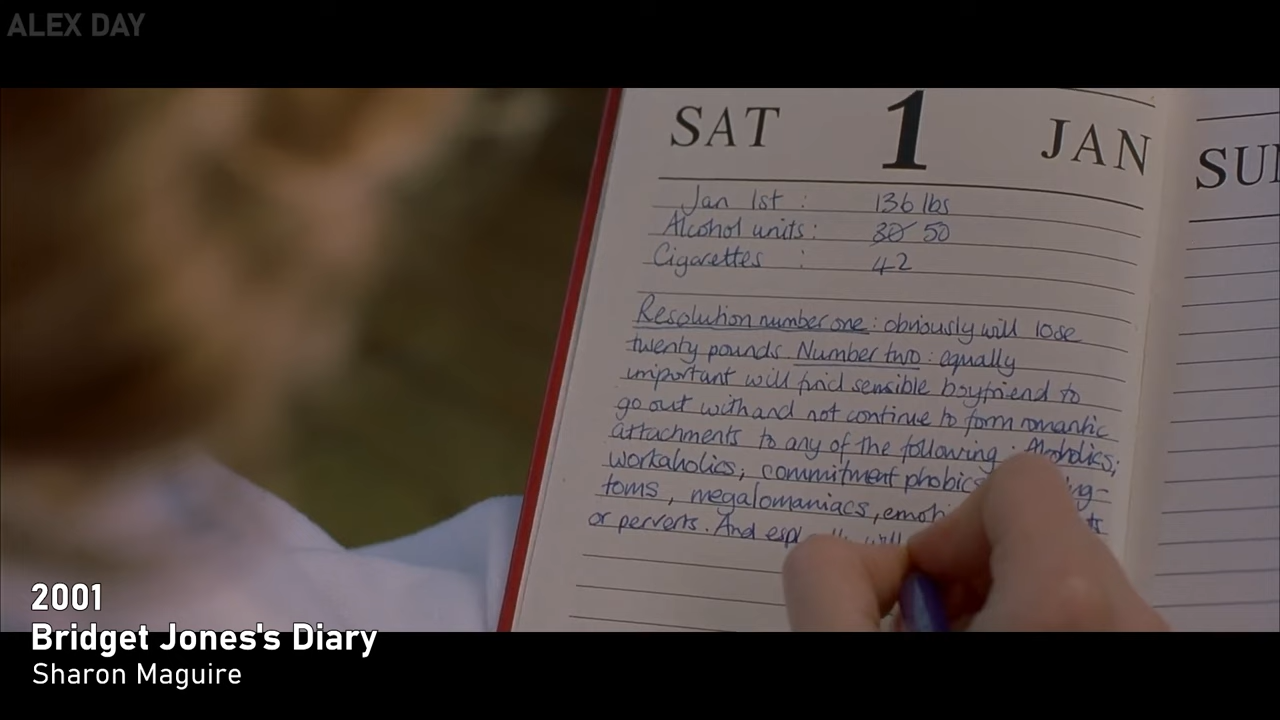 ALEX DAY
SAT 1 JAN
SU
Jan 1st : 136 lbs
Alcohol units : 30 50
Cigarettes : 42
Resolution number one : obviously will lose
twenty pounds. Number two : equally
important will find sensible boyfriend to
go out with and not continue to form romantic
attachments to any of the following : Alcoholics;
workaholics; commitment phobics
toms, megalomaniacs,
or perverts. And will
2001
Bridget Jones's Diary
Sharon Maguire